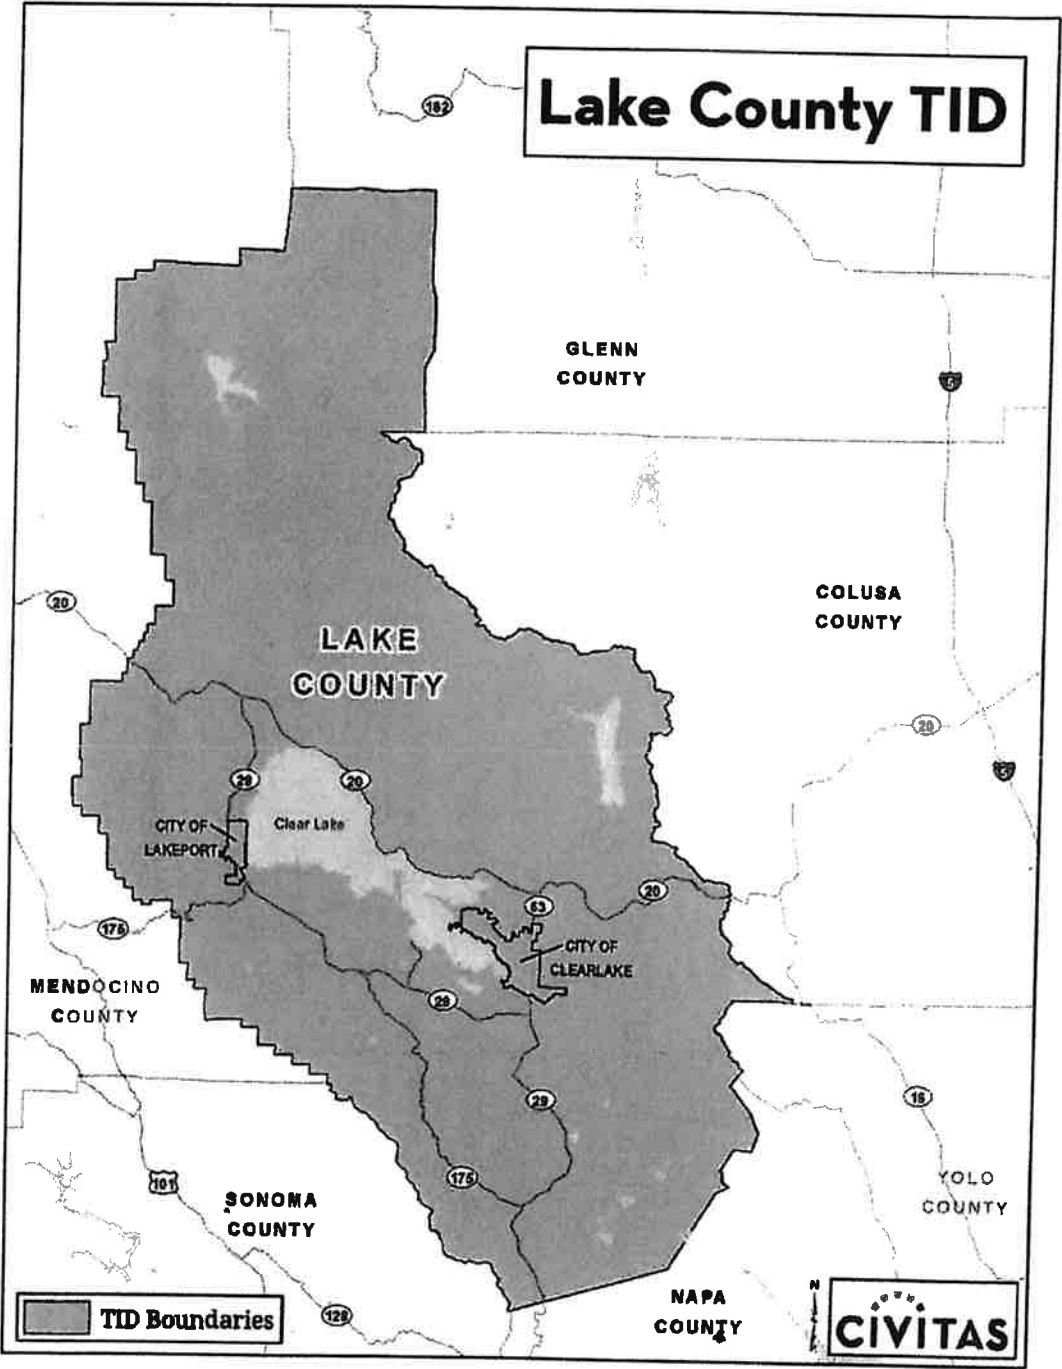 Lake County TID
162
GLENN
COUNTY
5
COLUSA
COUNTY
20
LAKE
COUNTY
20
5
29
20
CITY OF
LAKEPORT
Clear Lake
20
53
175
CITY OF
CLEARLAKE
MENDOCINO
COUNTY
29
29
16
175
101
YOLO
COUNTY
SONOMA
COUNTY
NAPA
COUNTY
N
128
TID Boundaries
CIVITAS